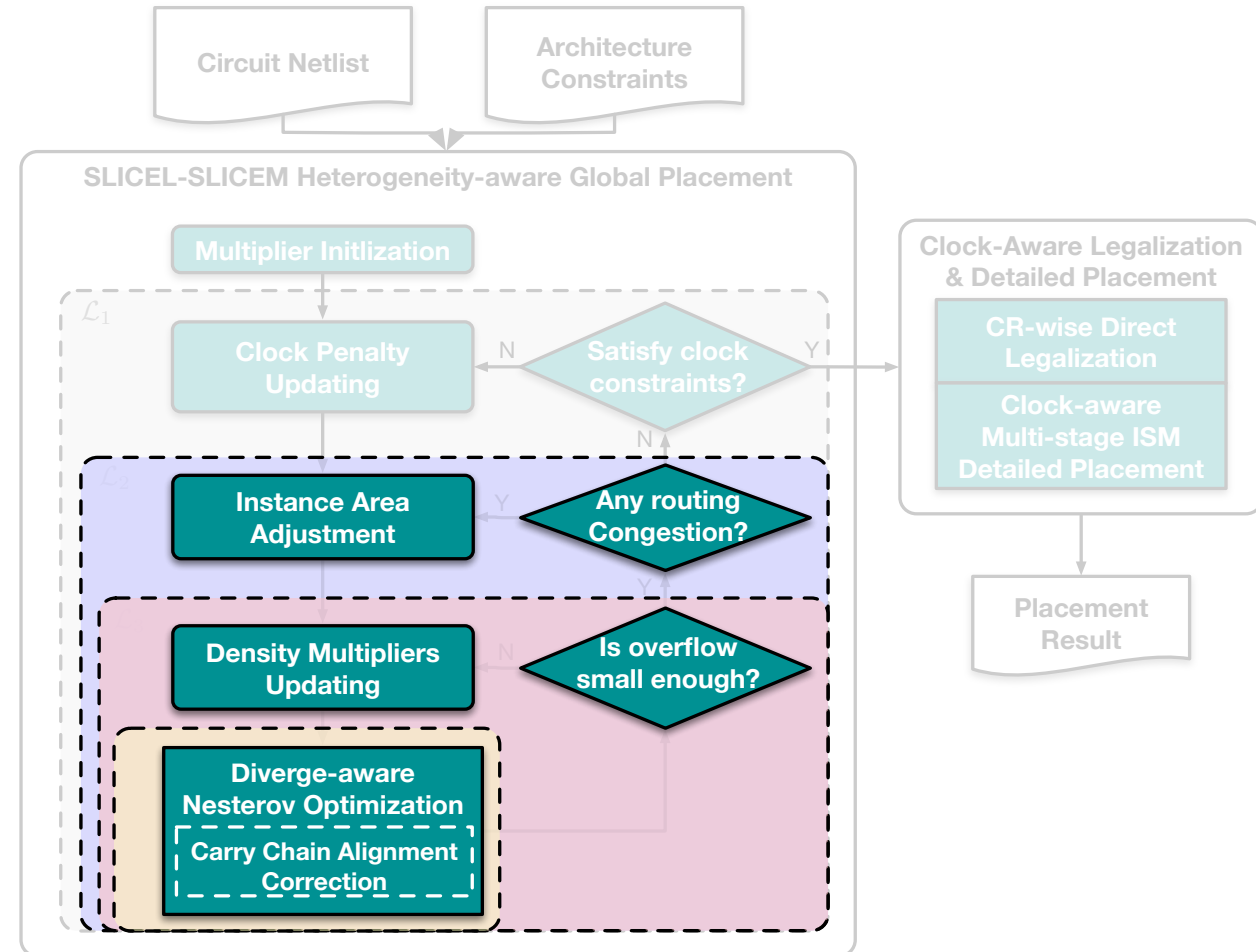 Circuit Netlist
Architecture
Constraints
SLICEL-SLICEM Heterogeneity-aware Global Placement
Multiplier Initlization
ℒ₁
Clock Penalty
Updating
N
Satisfy clock
constraints?
Y
Clock-Aware Legalization
& Detailed Placement
CR-wise Direct
Legalization
Clock-aware
Multi-stage ISM
Detailed Placement
N
ℒ₂
Instance Area
Adjustment
Y
Any routing
Congestion?
Y
Density Multipliers
Updating
N
Is overflow
small enough?
Placement
Result
Diverge-aware
Nesterov Optimization
Carry Chain Alignment
Correction